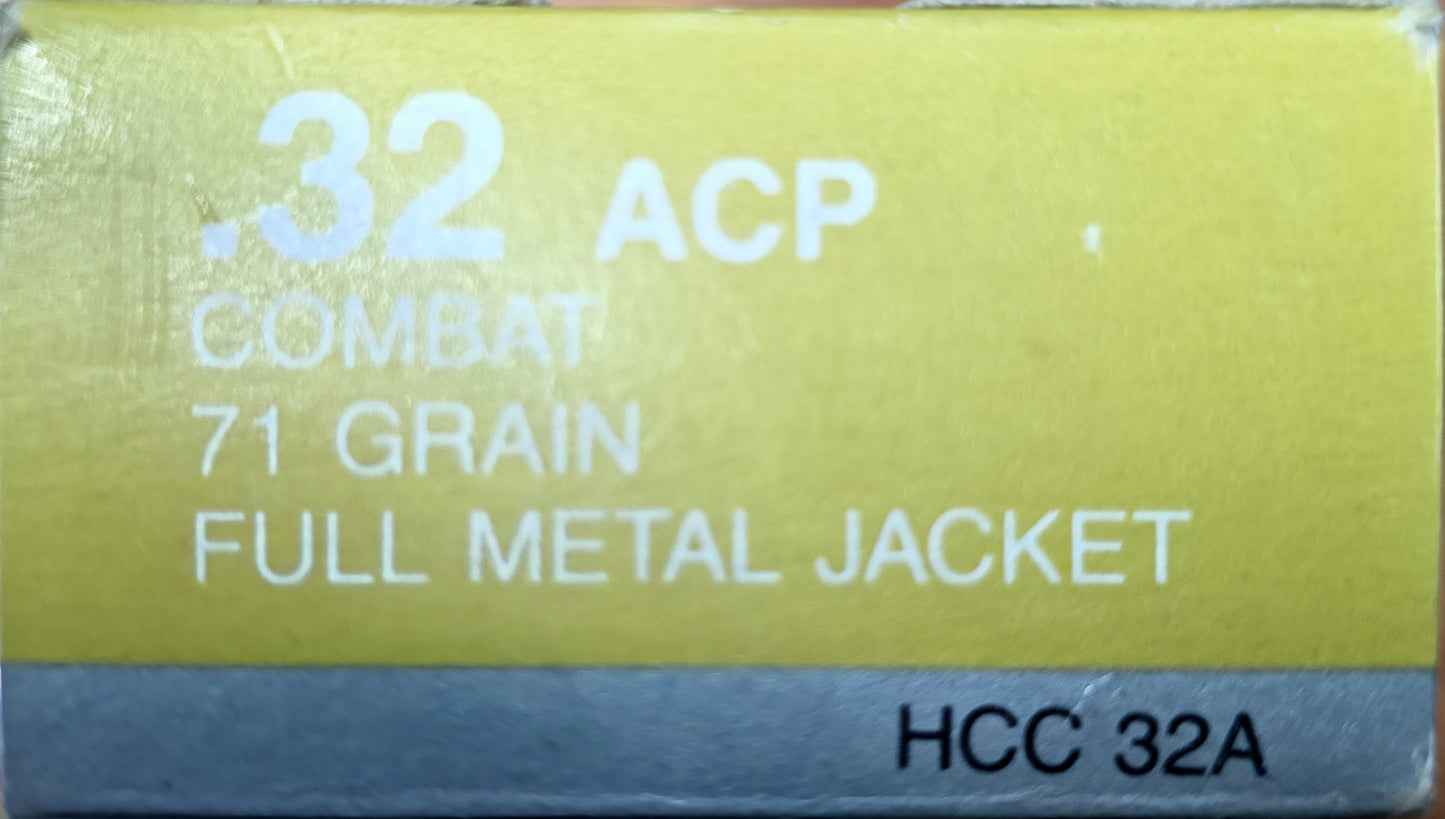 .32 ACP
COMBAT
71 GRAIN
FULL METAL JACKET
HCC 32A